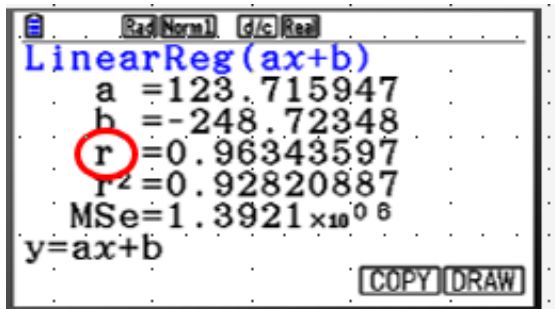 Rad Norm1 d/c Real
LinearReg(ax+b)
a =123.715947
b =-248.72348
r =0.96343597
r²=0.92820887
MSe=1.3921×10⁰⁶
y=ax+b
COPY DRAW